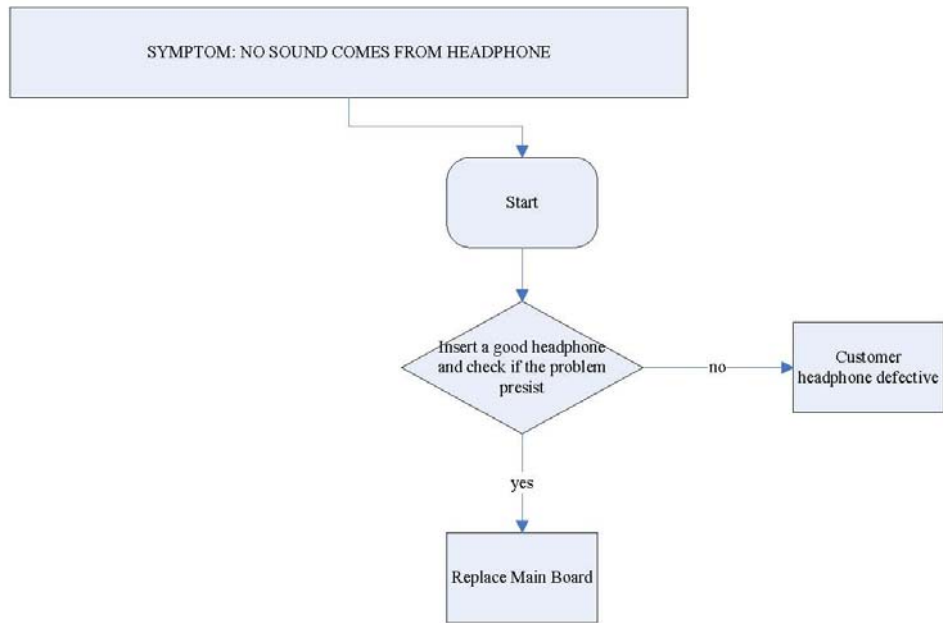 SYMPTOM: NO SOUND COMES FROM HEADPHONE
Start
Insert a good headphone
and check if the problem
presist
no
Customer
headphone defective
yes
Replace Main Board